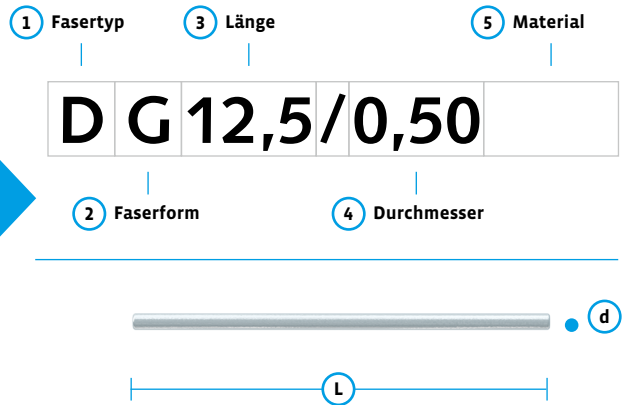 1 Fasertyp 3 Länge 5 Material
D G 12,5 / 0,50
2 Faserform 4 Durchmesser
d
L